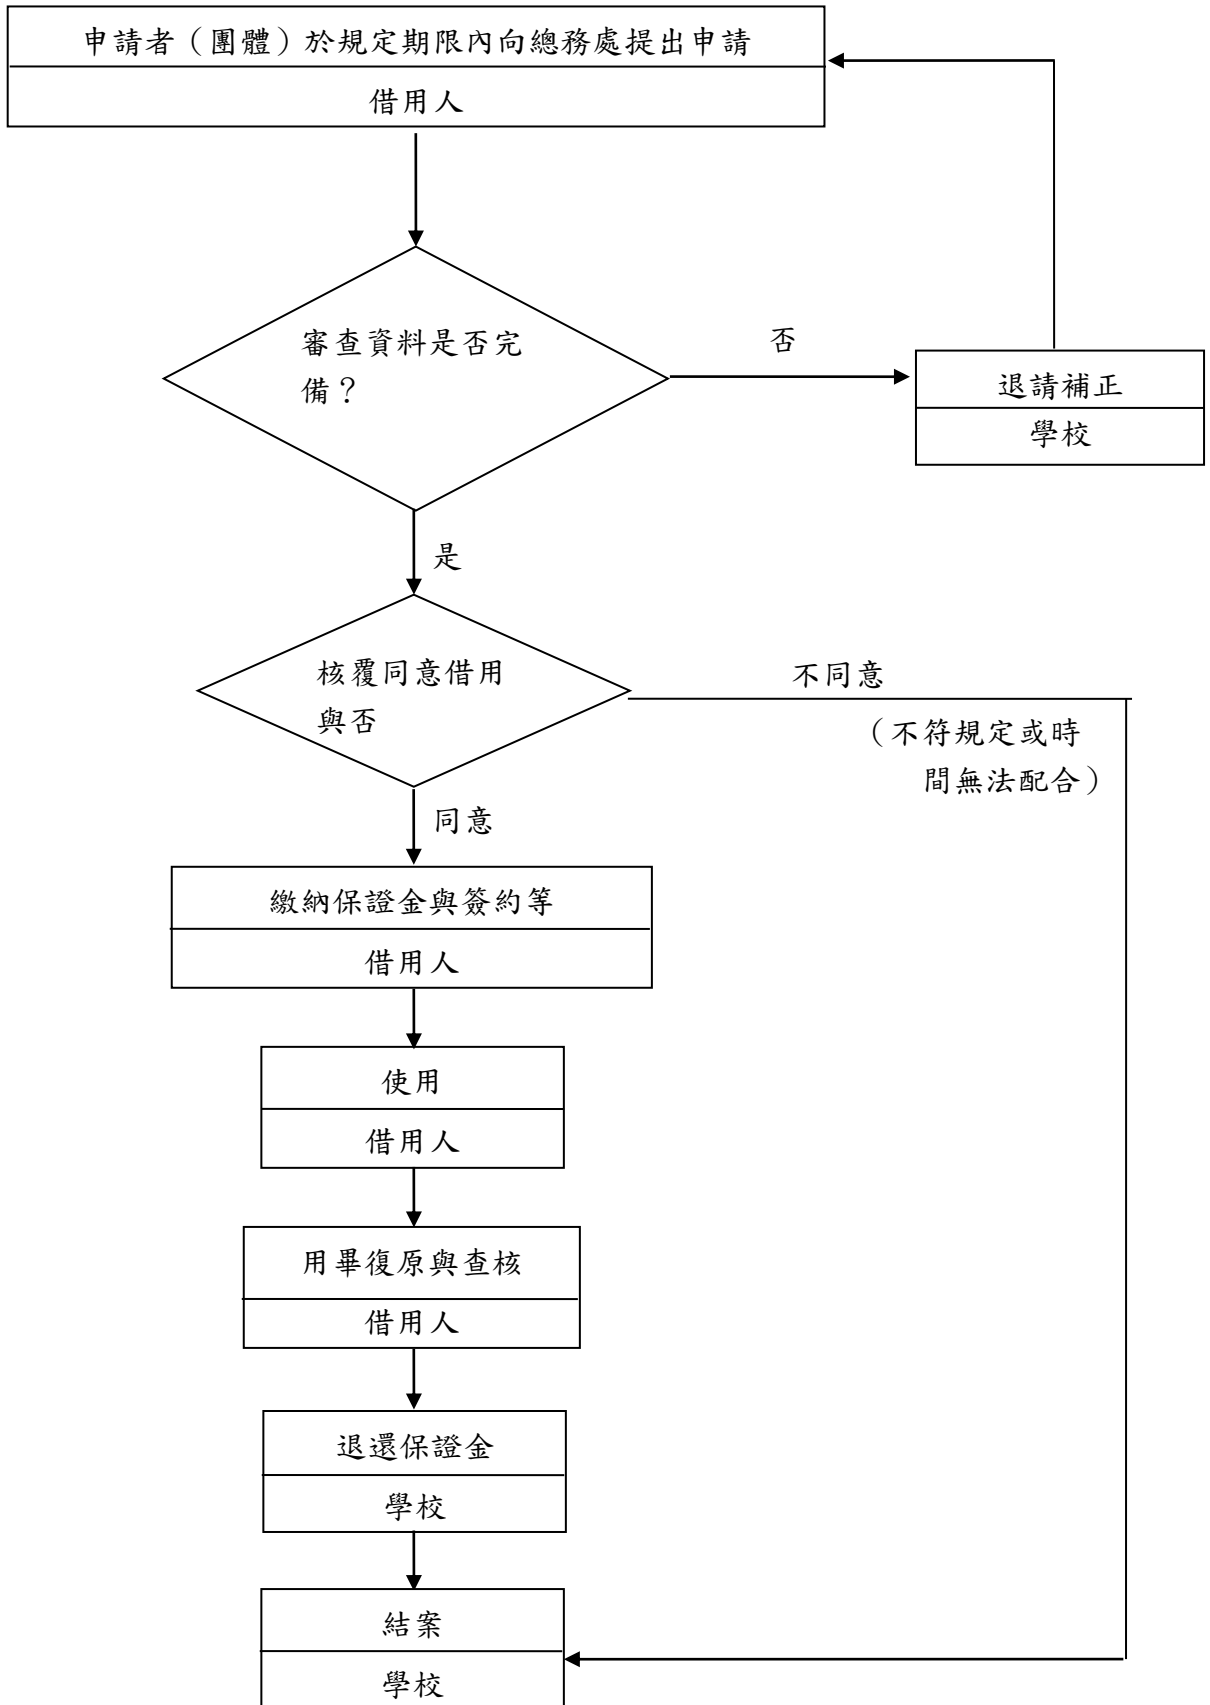 申請者（團體）於規定期限內向總務處提出申請
借用人
審查資料是否完
備？
否
退請補正
學校
是
核覆同意借用
與否
不同意
（不符規定或時
間無法配合）
同意
繳納保證金與簽約等
借用人
使用
借用人
用畢復原與查核
借用人
退還保證金
學校
結案
學校